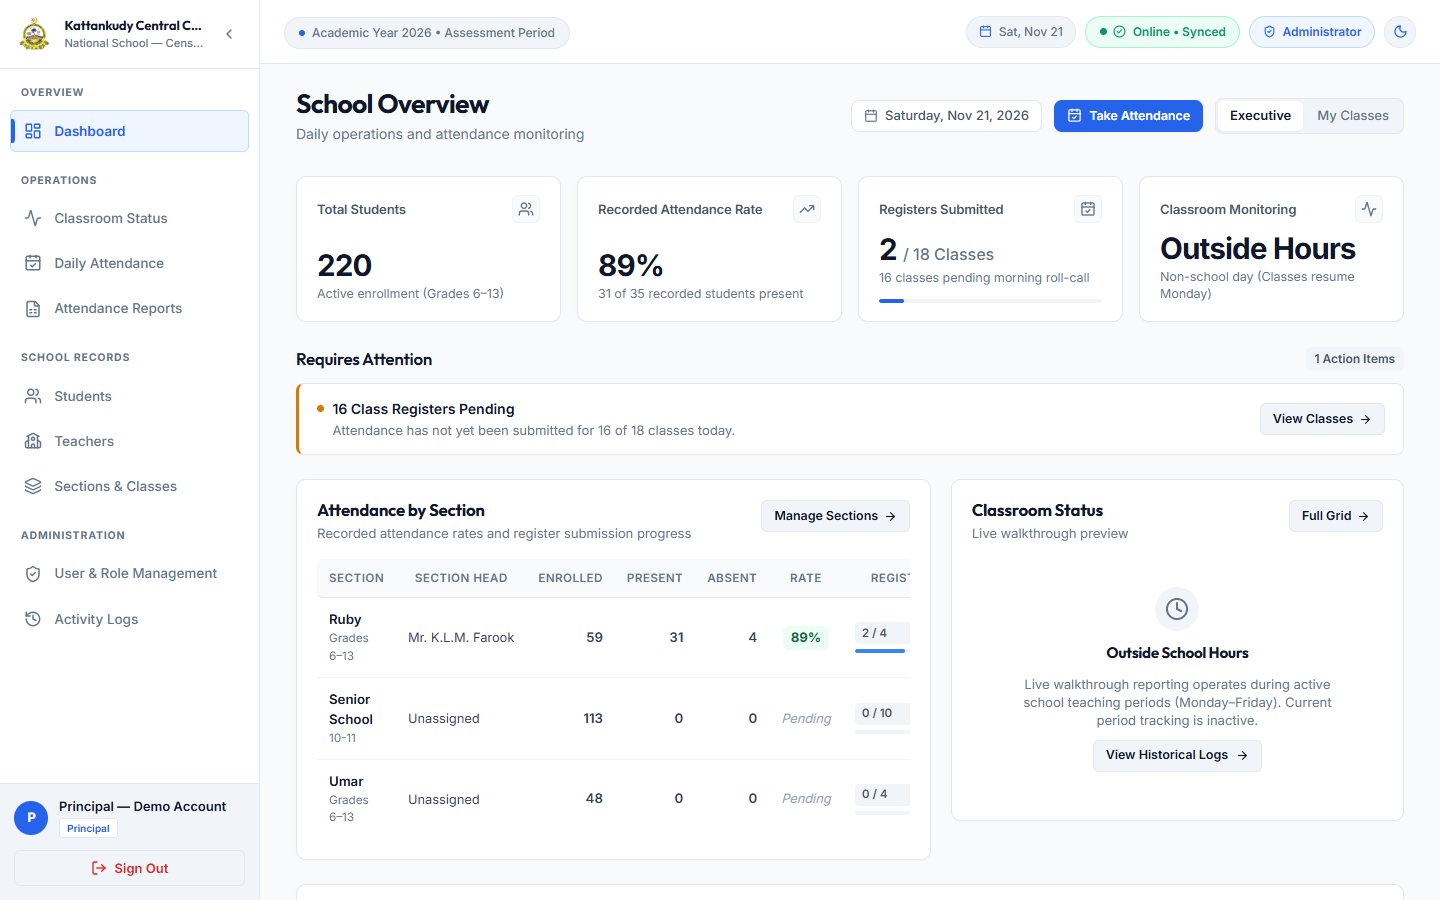 Kattankudy Central C...
National School — Cens...
Academic Year 2026 • Assessment Period
Sat, Nov 21
Online • Synced
Administrator
OVERVIEW
Dashboard
OPERATIONS
Classroom Status
Daily Attendance
Attendance Reports
SCHOOL RECORDS
Students
Teachers
Sections & Classes
ADMINISTRATION
User & Role Management
Activity Logs
P
Principal — Demo Account
Principal
Sign Out
School Overview
Daily operations and attendance monitoring
Saturday, Nov 21, 2026
Take Attendance
Executive
My Classes
Total Students
220
Active enrollment (Grades 6–13)
Recorded Attendance Rate
89%
31 of 35 recorded students present
Registers Submitted
2 / 18 Classes
16 classes pending morning roll-call
Classroom Monitoring
Outside Hours
Non-school day (Classes resume
Monday)
Requires Attention
1 Action Items
16 Class Registers Pending
Attendance has not yet been submitted for 16 of 18 classes today.
View Classes
Attendance by Section
Recorded attendance rates and register submission progress
Manage Sections
SECTION SECTION HEAD ENROLLED PRESENT ABSENT RATE REGIST
Ruby
Grades
6–13
Mr. K.L.M. Farook 59 31 4 89% 2 / 4
Senior
School
10-11
Unassigned 113 0 0 Pending 0 / 10
Umar
Grades
6–13
Unassigned 48 0 0 Pending 0 / 4
Classroom Status
Live walkthrough preview
Full Grid
Outside School Hours
Live walkthrough reporting operates during active
school teaching periods (Monday–Friday). Current
period tracking is inactive.
View Historical Logs